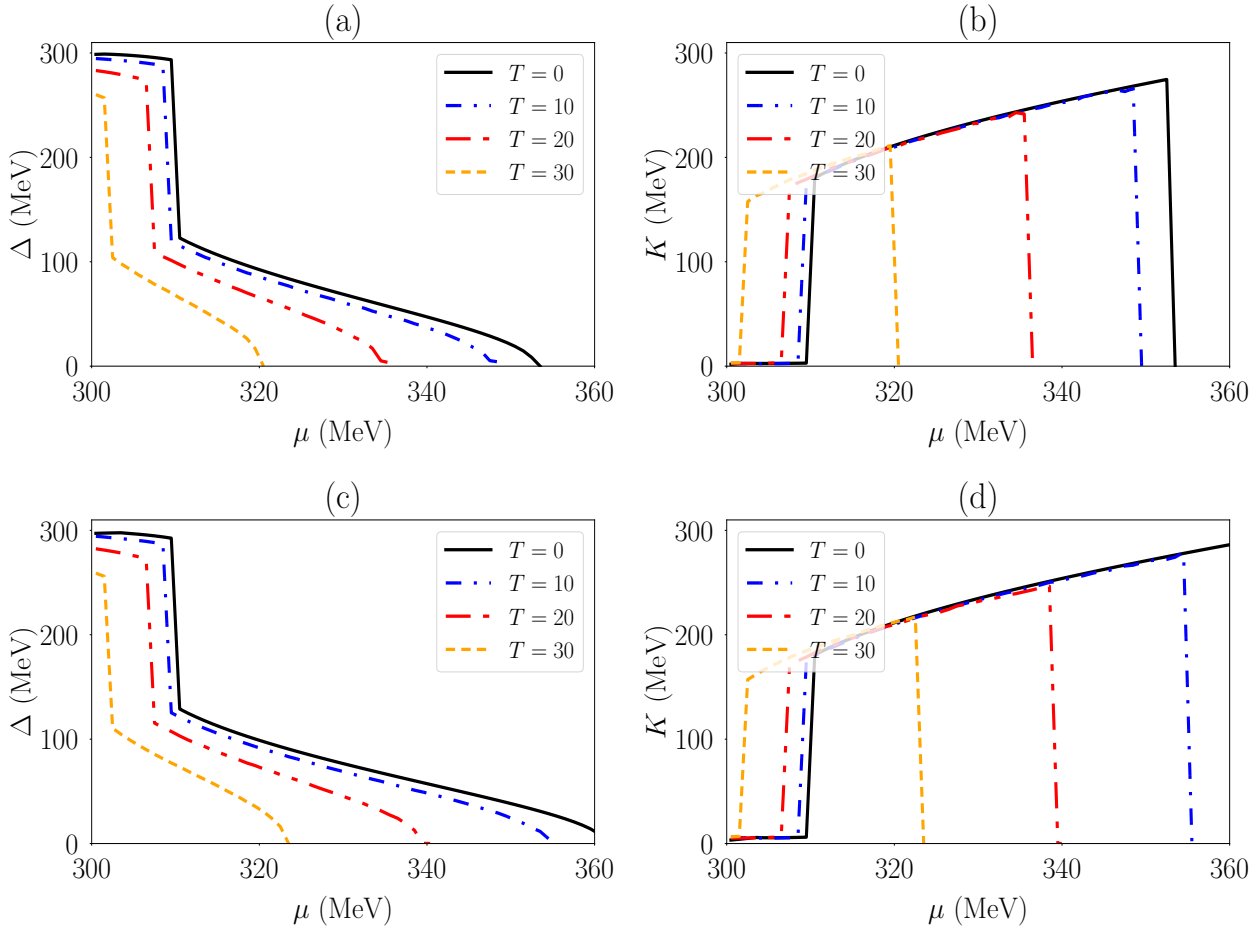 (a)
300
200
100
0
Δ (MeV)
T = 0
T = 10
T = 20
T = 30
300 320 340 360
μ (MeV)
(b)
300
200
100
0
K (MeV)
T = 0
T = 10
T = 20
T = 30
300 320 340 360
μ (MeV)
(c)
300
200
100
0
Δ (MeV)
T = 0
T = 10
T = 20
T = 30
300 320 340 360
μ (MeV)
(d)
300
200
100
0
K (MeV)
T = 0
T = 10
T = 20
T = 30
300 320 340 360
μ (MeV)